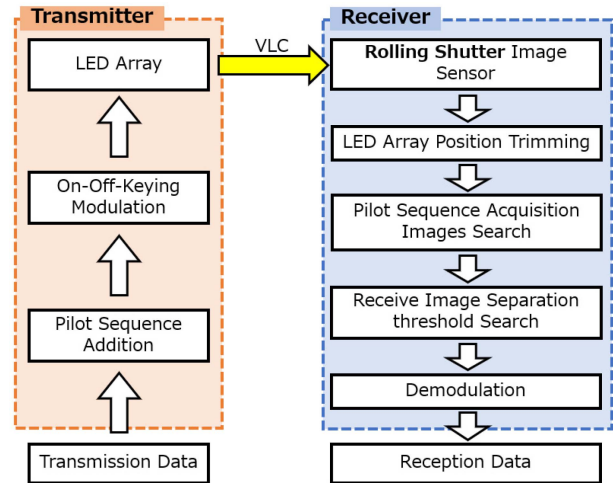 Transmitter
LED Array
On-Off-Keying
Modulation
Pilot Sequence
Addition
Transmission Data
VLC
Receiver
Rolling Shutter Image
Sensor
LED Array Position Trimming
Pilot Sequence Acquisition
Images Search
Receive Image Separation
threshold Search
Demodulation
Reception Data